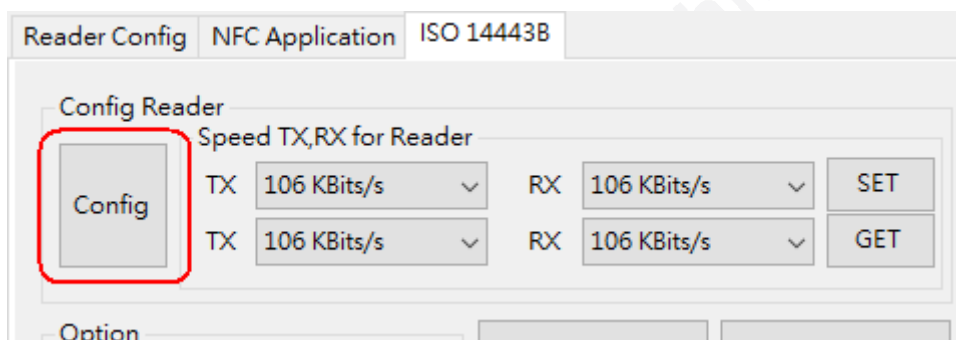 Reader Config NFC Application ISO 14443B
Config Reader
Speed TX,RX for Reader
Config
TX 106 KBits/s RX 106 KBits/s SET
TX 106 KBits/s RX 106 KBits/s GET
Option